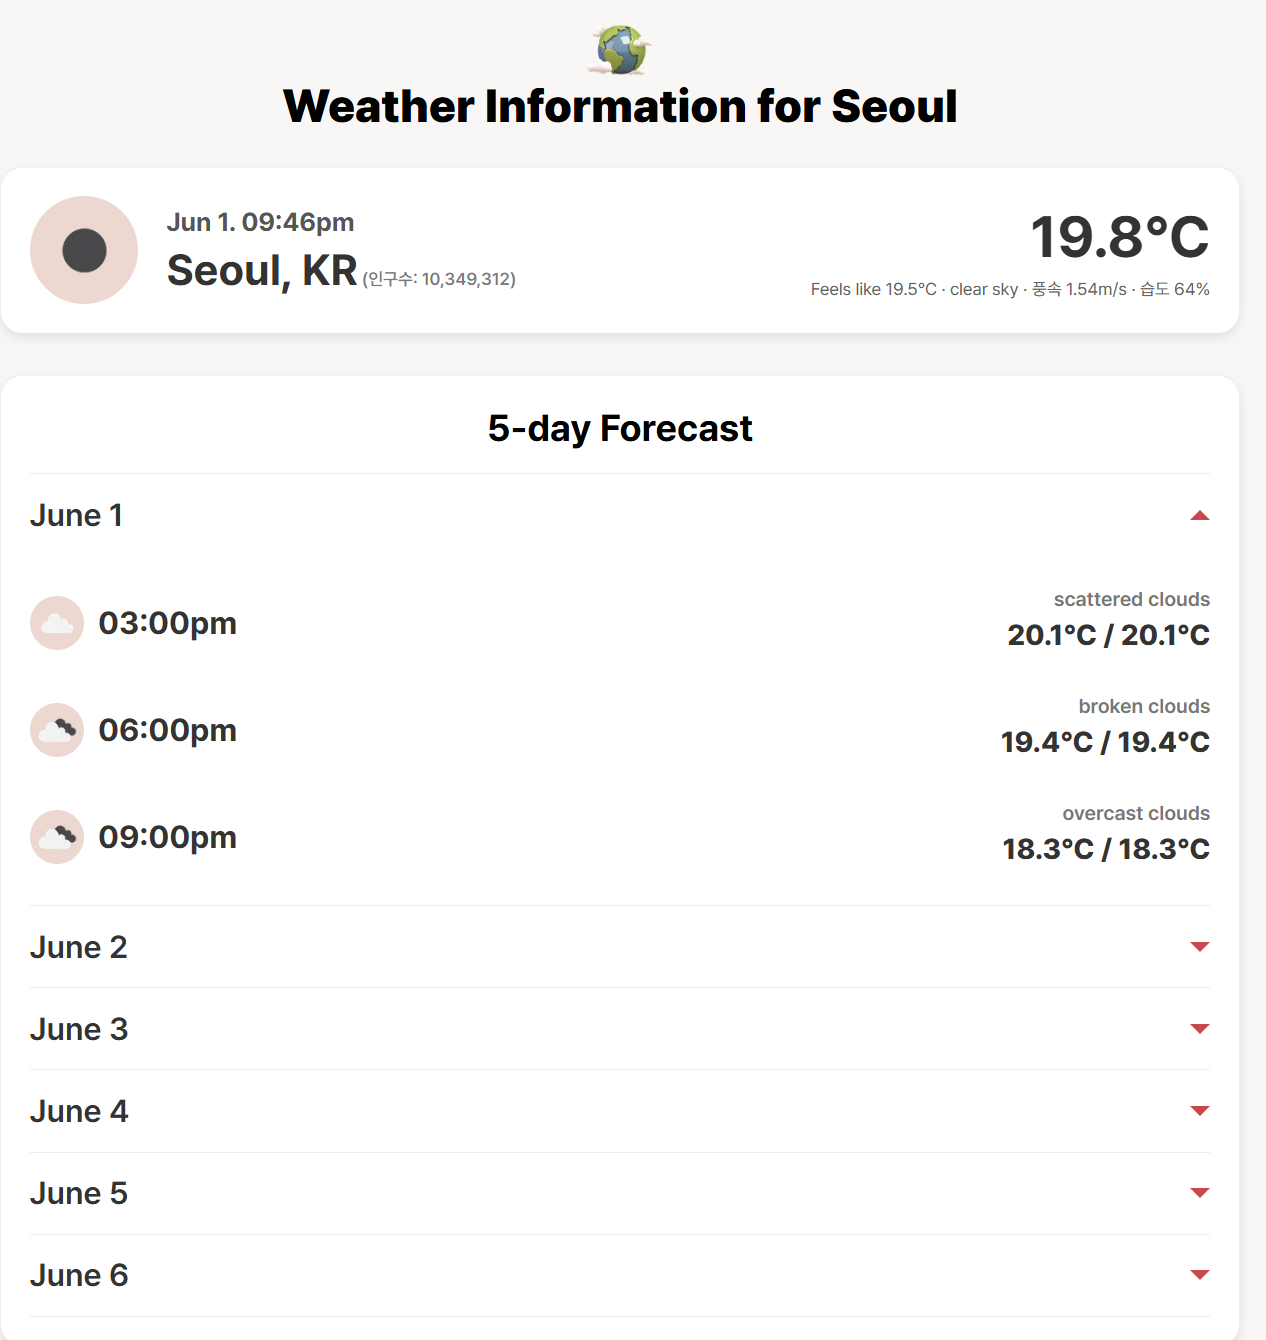 Weather Information for Seoul
Jun 1. 09:46pm
Seoul, KR (인구수: 10,349,312)
19.8°C
Feels like 19.5°C · clear sky · 풍속 1.54m/s · 습도 64%
5-day Forecast
June 1
03:00pm
scattered clouds
20.1°C / 20.1°C
06:00pm
broken clouds
19.4°C / 19.4°C
09:00pm
overcast clouds
18.3°C / 18.3°C
June 2
June 3
June 4
June 5
June 6